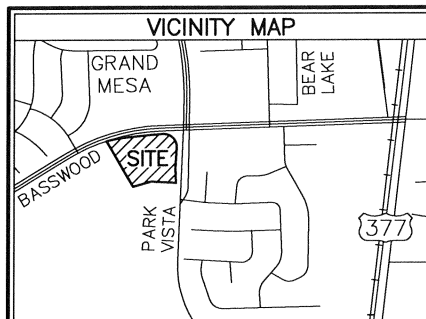 VICINITY MAP
GRAND
MESA
BEAR
LAKE
BASSWOOD
SITE
PARK
VISTA
377